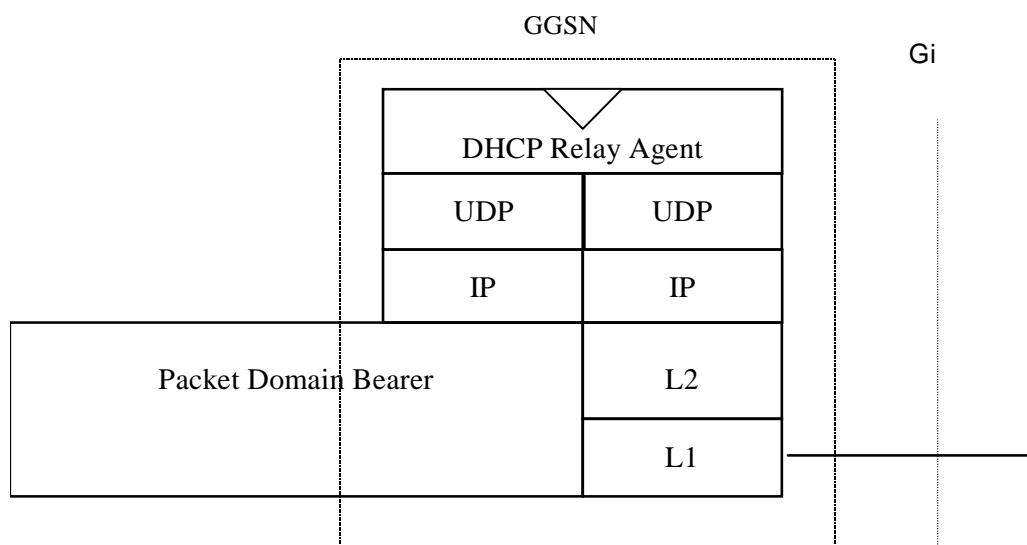 GGSN
Gi
DHCP Relay Agent
UDP
UDP
IP
IP
Packet Domain Bearer
L2
L1